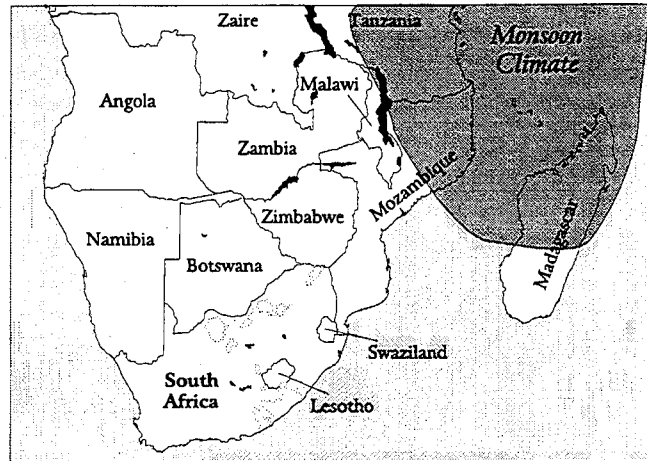 Zaire
Tanzania
Monsoon
Climate
Angola
Malawi
Zambia
Mozambique
Zimbabwe
Namibia
Botswana
Madagascar
Swaziland
South
Africa
Lesotho